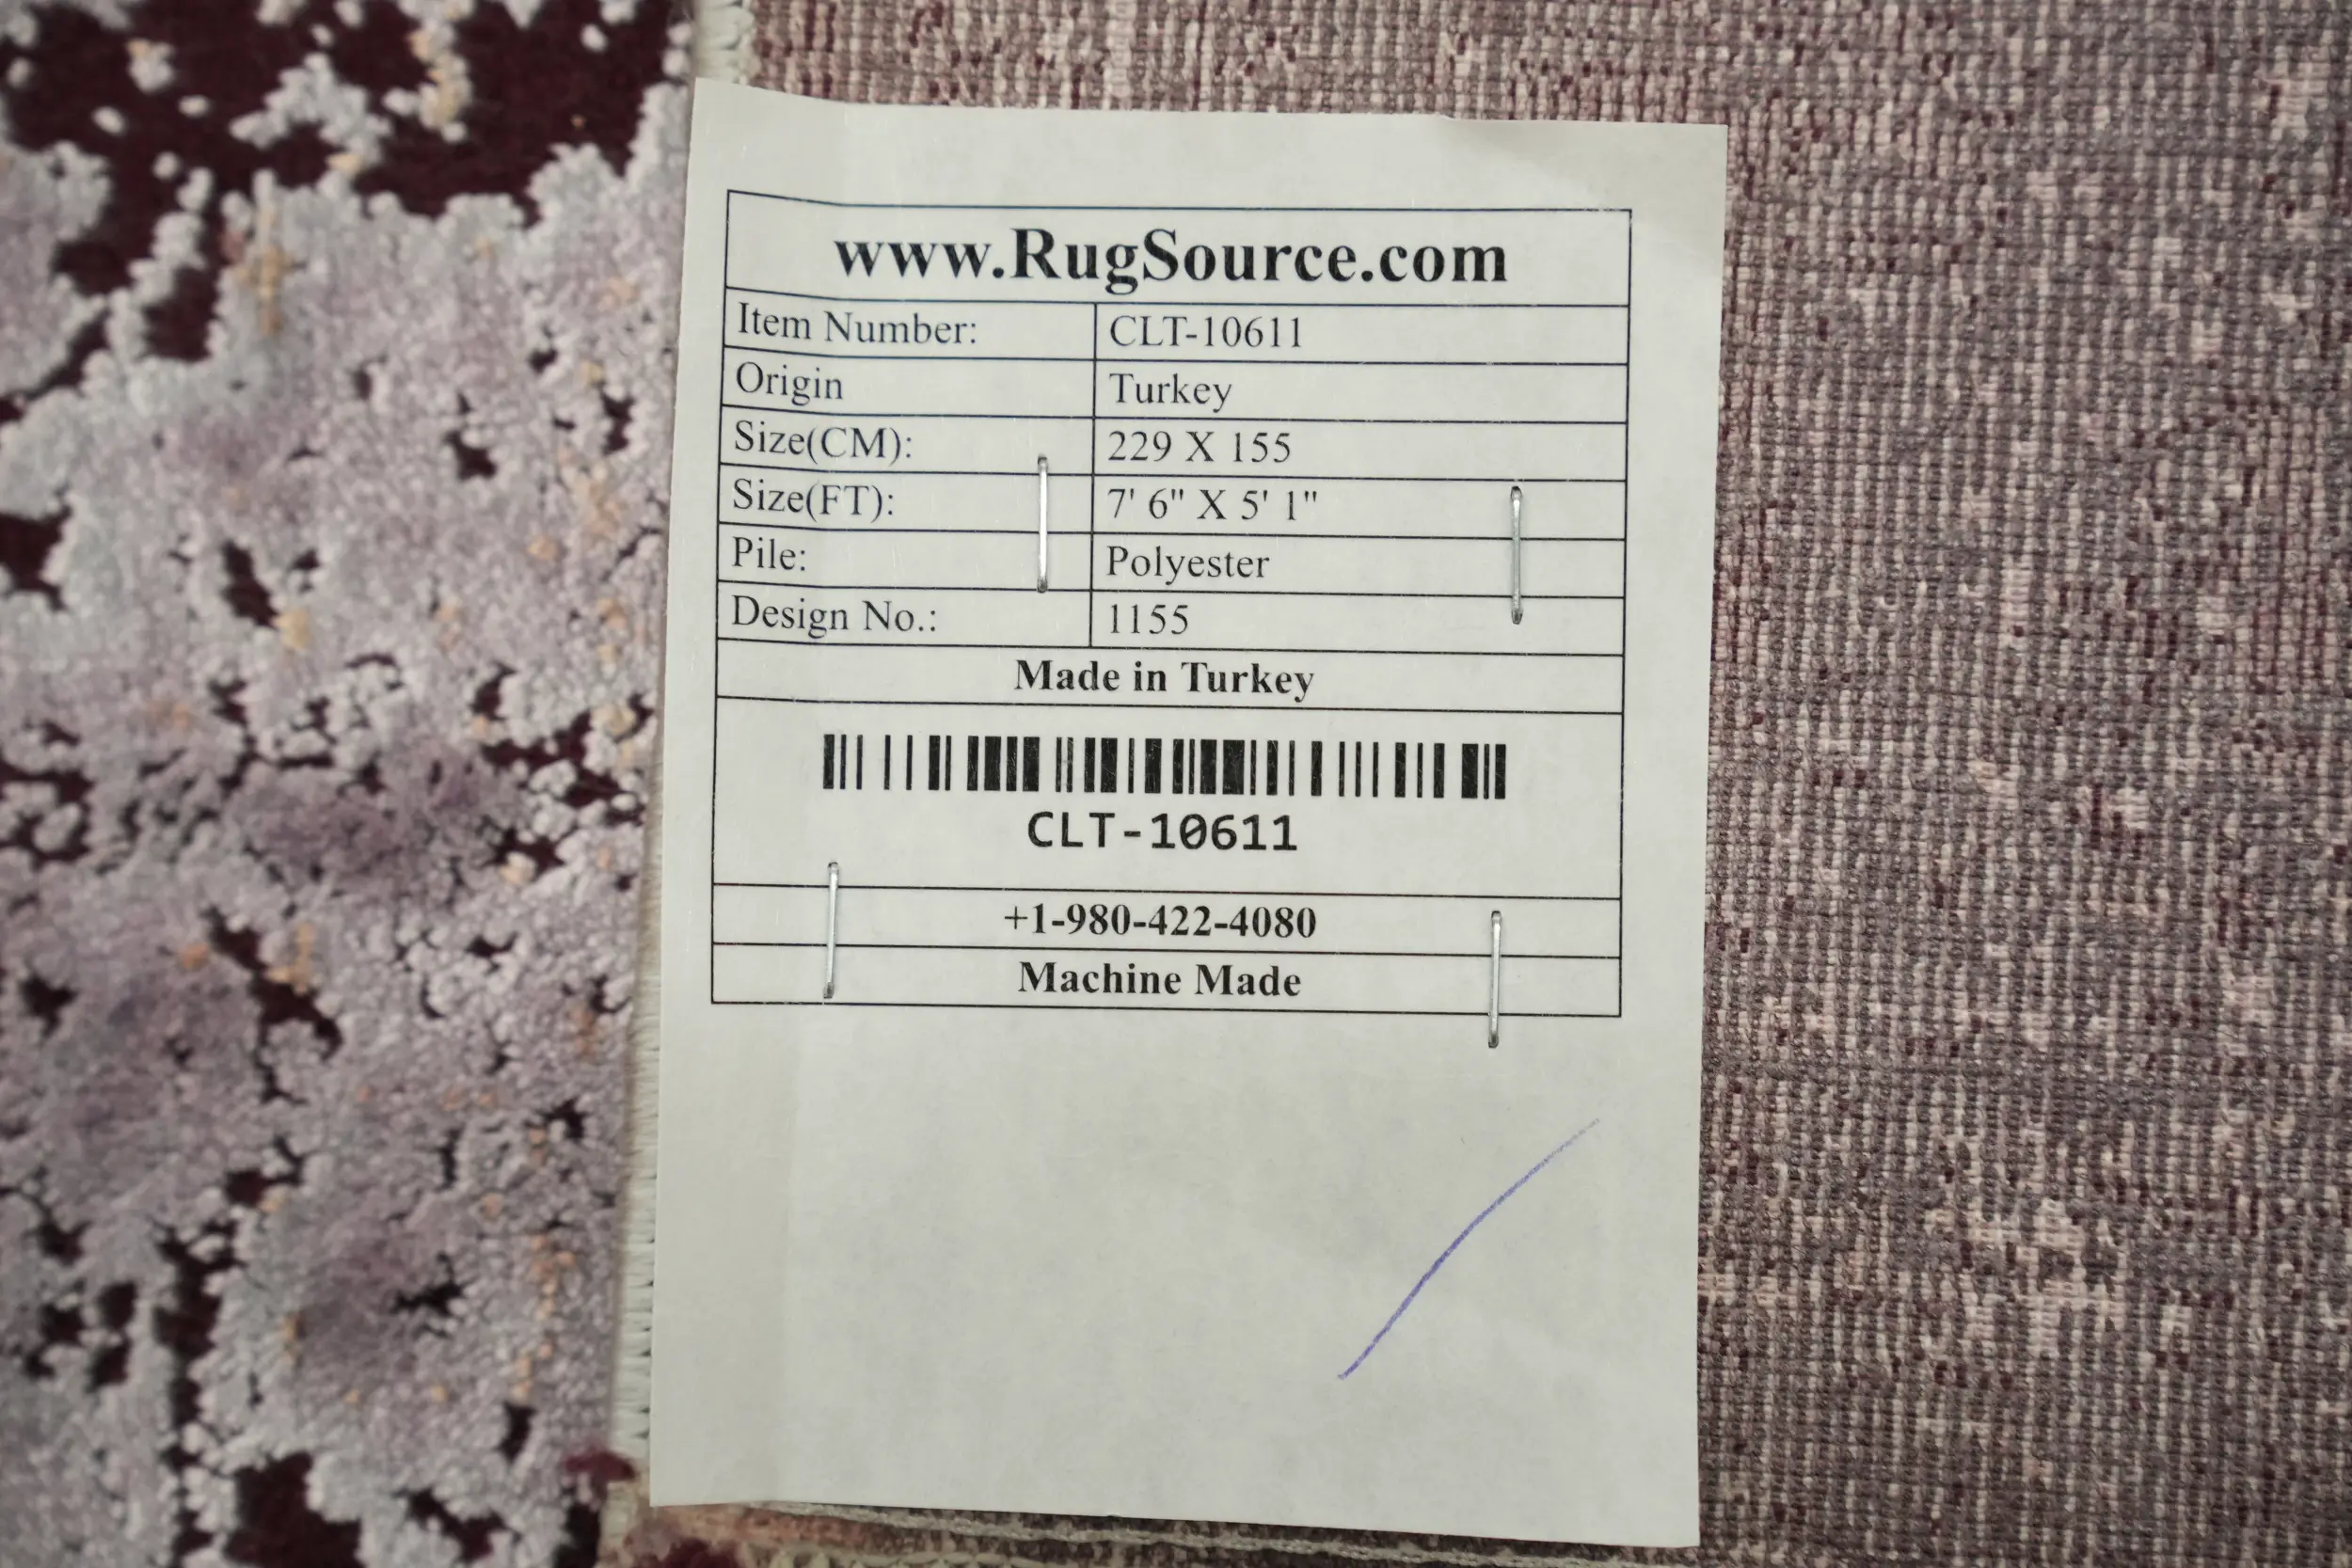 www.RugSource.com
Item Number: CLT-10611
Origin Turkey
Size(CM): 229 X 155
Size(FT): 7' 6" X 5' 1"
Pile: Polyester
Design No.: 1155
Made in Turkey
CLT-10611
+1-980-422-4080
Machine Made